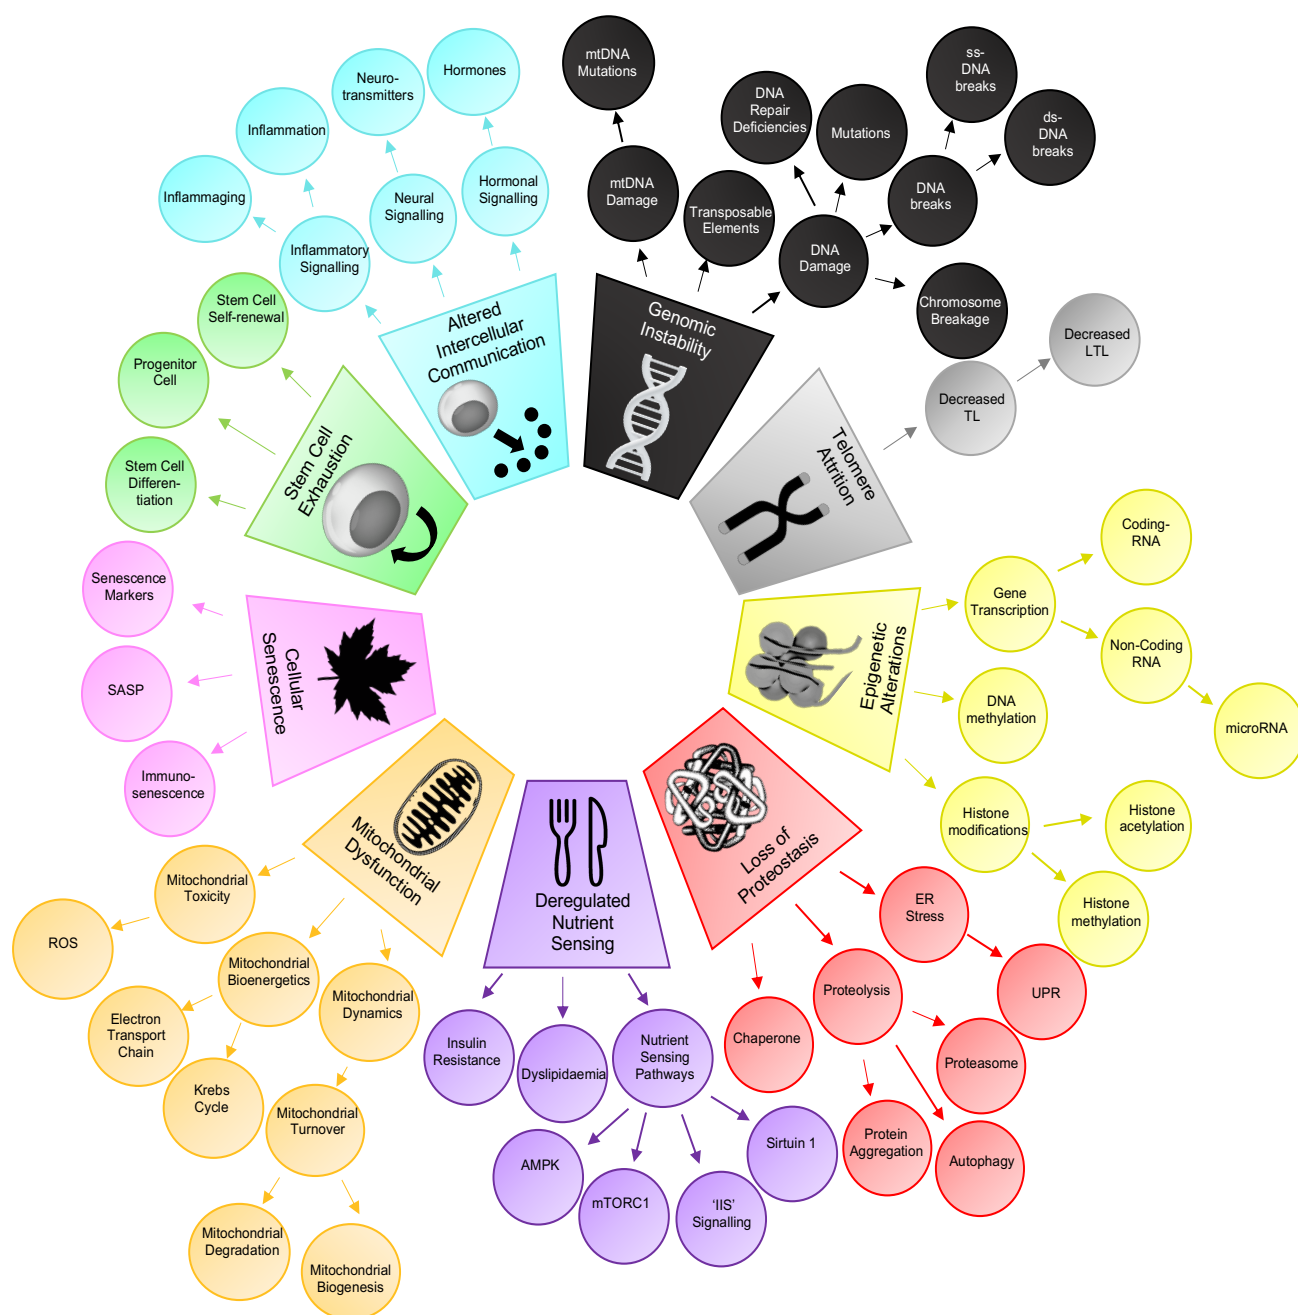 mtDNA
Mutations
DNA
Repair
Deficiencies
Mutations
ss-
DNA
breaks
ds-
DNA
breaks
mtDNA
Damage
Transposable
Elements
DNA
Damage
DNA
breaks
Chromosome
Breakage
Genomic
Instability
Decreased
LTL
Decreased
TL
Telomere
Attrition
Coding-
RNA
Gene
Transcription
Non-Coding
RNA
microRNA
DNA
methylation
Histone
modifications
Histone
acetylation
Histone
methylation
Epigenetic
Alterations
Loss of
Proteostasis
ER
Stress
UPR
Proteolysis
Proteasome
Chaperone
Protein
Aggregation
Autophagy
Deregulated
Nutrient
Sensing
Insulin
Resistance
Dyslipidaemia
Nutrient
Sensing
Pathways
AMPK
mTORC1
‘IIS’
Signalling
Sirtuin 1
Mitochondrial
Dysfunction
Mitochondrial
Toxicity
ROS
Mitochondrial
Bioenergetics
Electron
Transport
Chain
Krebs
Cycle
Mitochondrial
Dynamics
Mitochondrial
Turnover
Mitochondrial
Degradation
Mitochondrial
Biogenesis
Cellular
Senescence
Senescence
Markers
SASP
Immuno-
senescence
Stem Cell
Exhaustion
Stem Cell
Self-renewal
Progenitor
Cell
Stem Cell
Differen-
tiation
Altered
Intercellular
Communication
Inflammaging
Inflammation
Inflammatory
Signalling
Neuro-
transmitters
Neural
Signalling
Hormones
Hormonal
Signalling